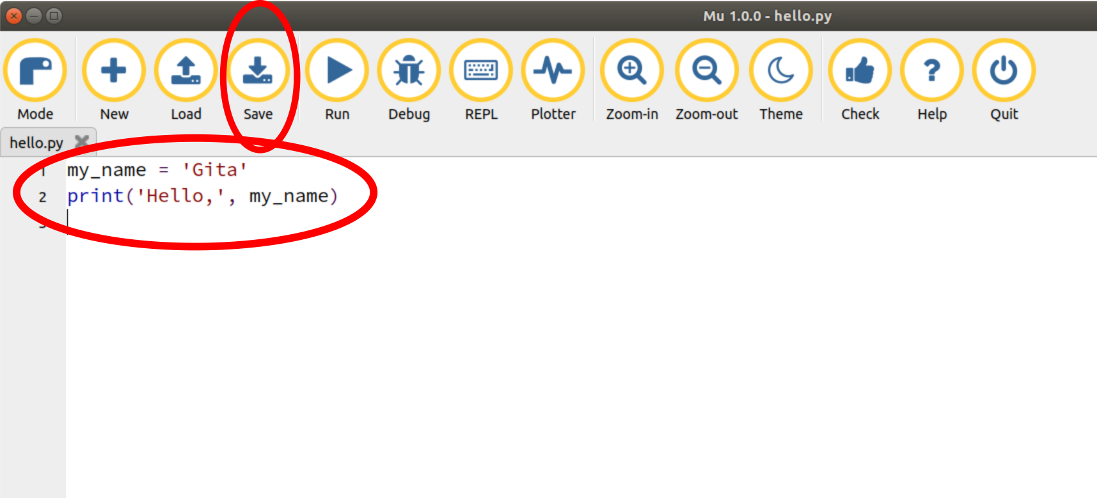 Mu 1.0.0 - hello.py
Mode New Load Save Run Debug REPL Plotter Zoom-in Zoom-out Theme Check Help Quit
hello.py
1 my_name = 'Gita'
2 print('Hello,', my_name)
3